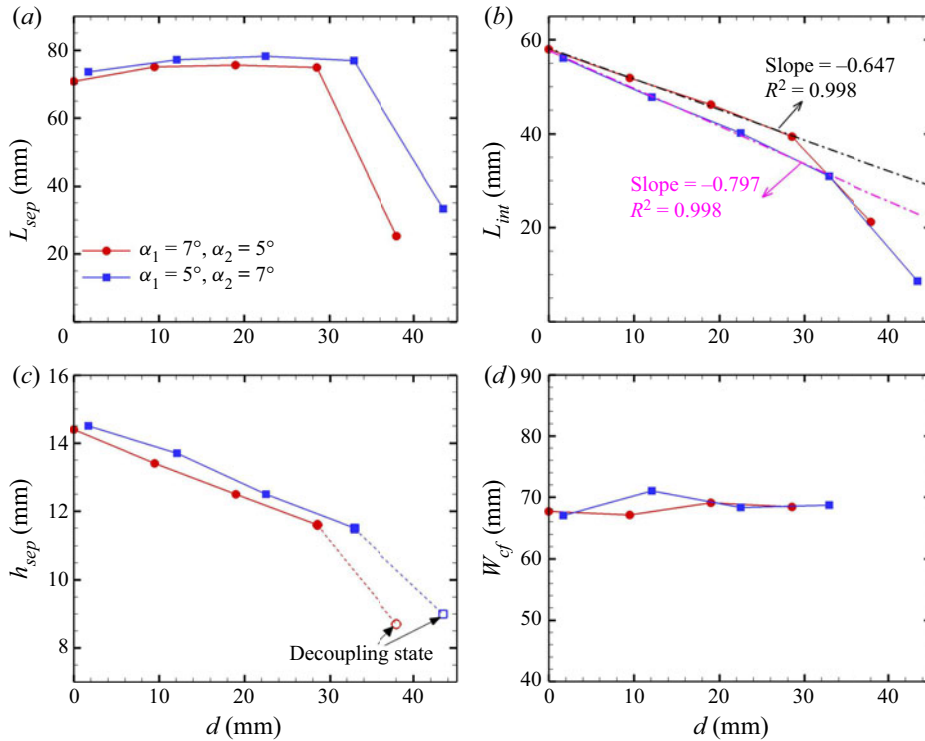 (a)
80
60
40
20
0
10
20
30
40
L_sep (mm)
α₁ = 7°, α₂ = 5°
α₁ = 5°, α₂ = 7°
(b)
60
40
20
0
10
20
30
40
L_int (mm)
Slope = –0.647
R² = 0.998
Slope = –0.797
R² = 0.998
(c)
16
14
12
10
8
0
10
20
30
40
h_sep (mm)
d (mm)
Decoupling state
(d)
90
80
70
60
50
40
0
10
20
30
40
W_cf (mm)
d (mm)